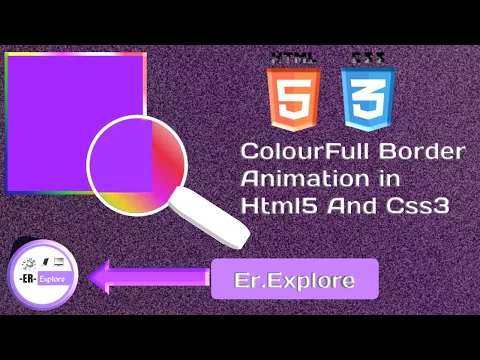 HTML CSS
5 3
ColourFull Border
Animation in
Html5 And Css3
-ER- Explore
Er.Explore